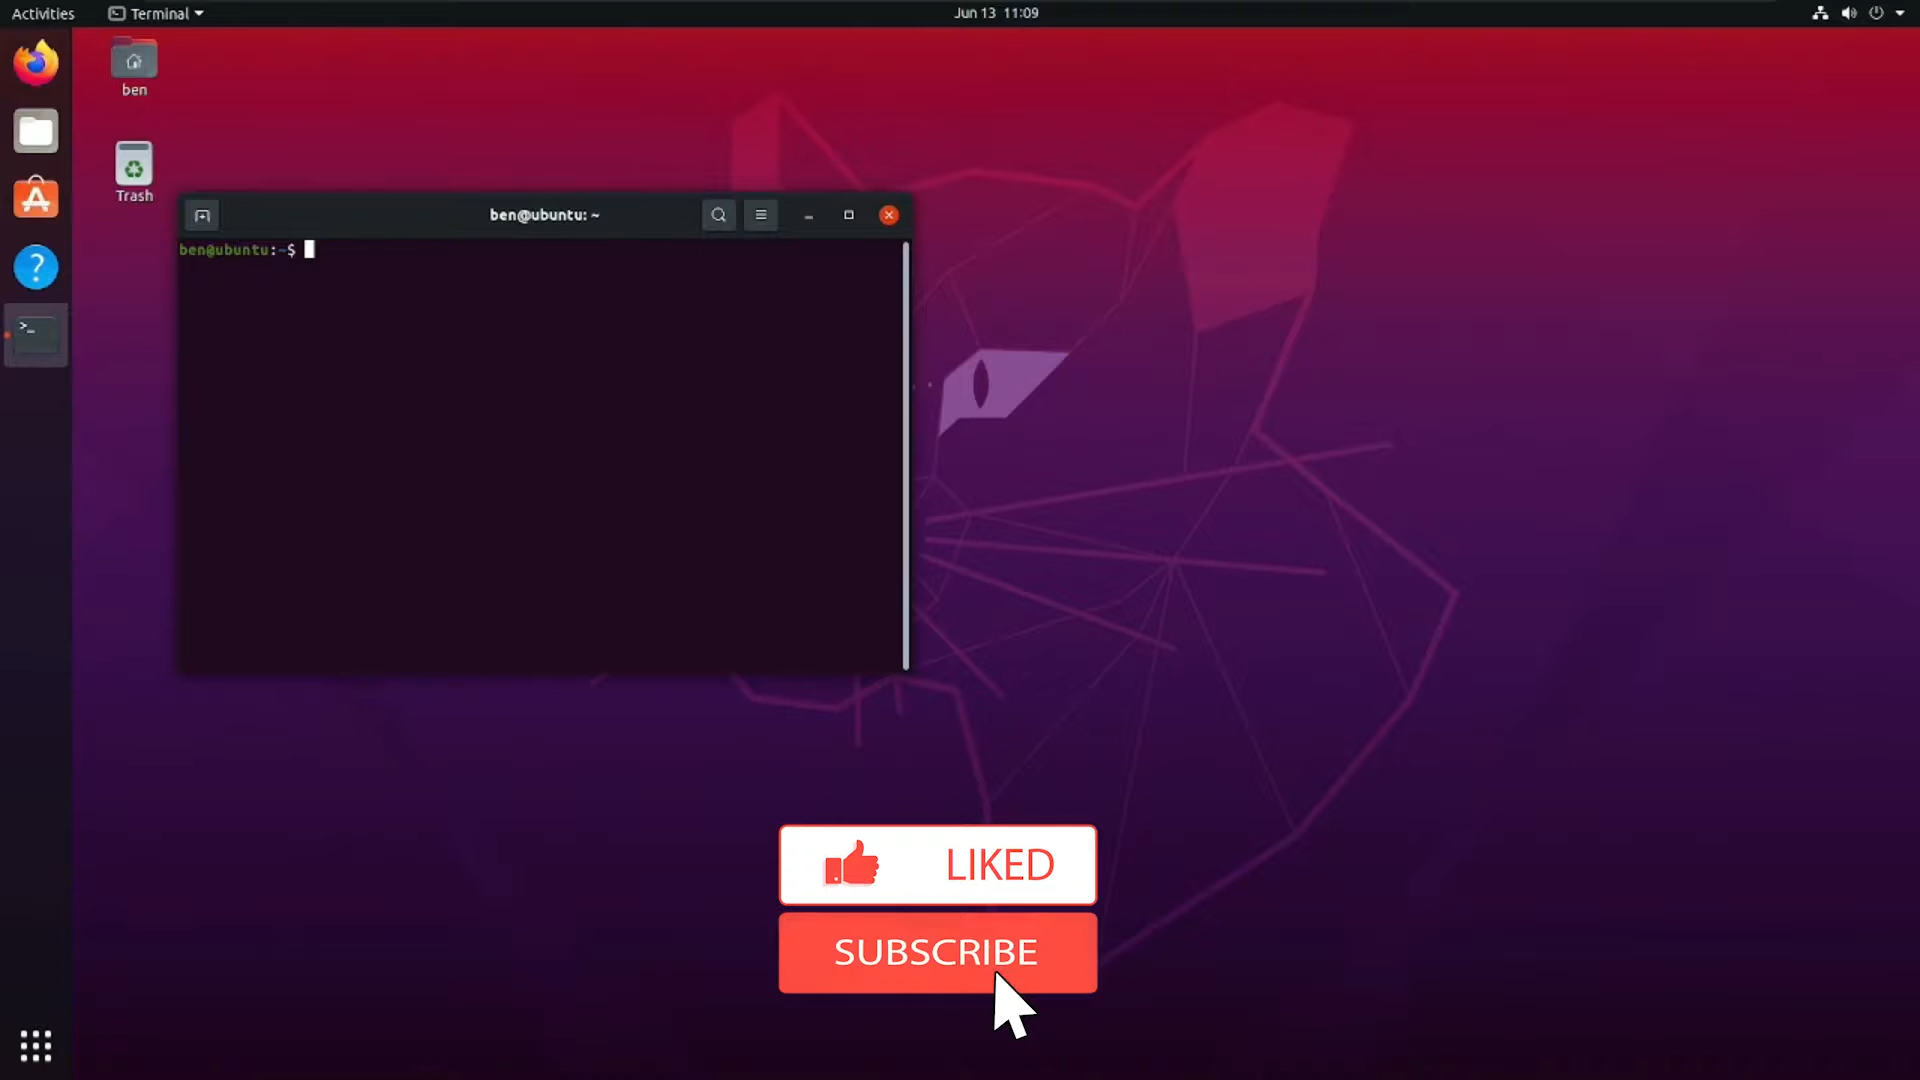 Activities
Terminal
Jun 13 11:09
ben
Trash
ben@ubuntu: ~
ben@ubuntu:~$
LIKED
SUBSCRIBE